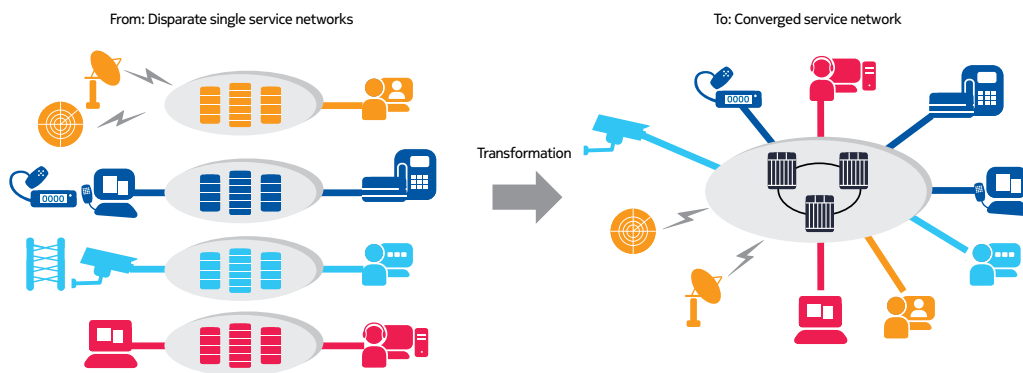 From: Disparate single service networks
To: Converged service network
0000
Transformation
0000